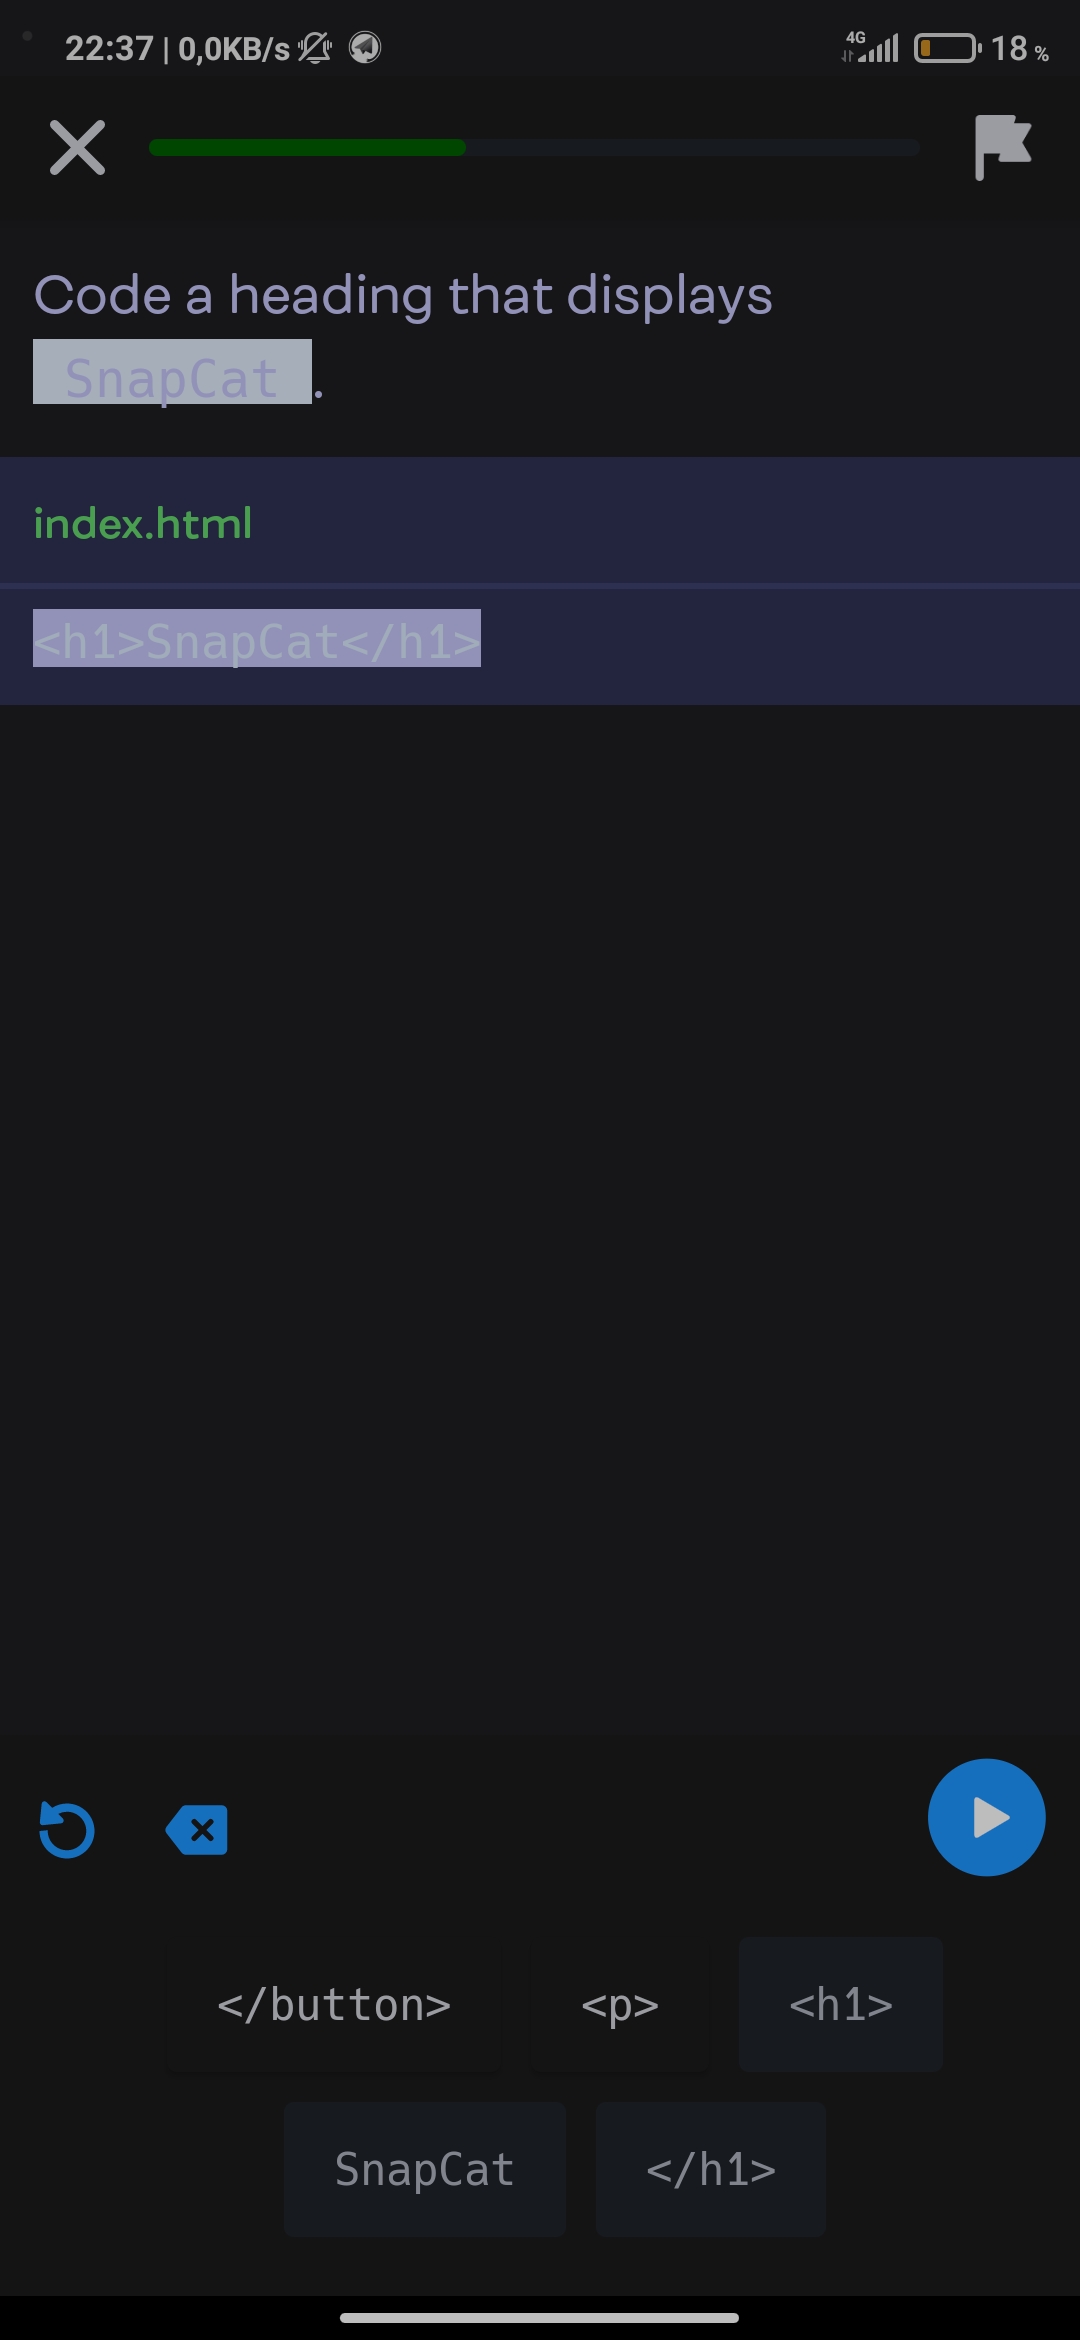 22:37 | 0,0KB/s 4G 18 %
Code a heading that displays
SnapCat .
index.html
<h1>SnapCat</h1>
</button> <p> <h1>
SnapCat </h1>